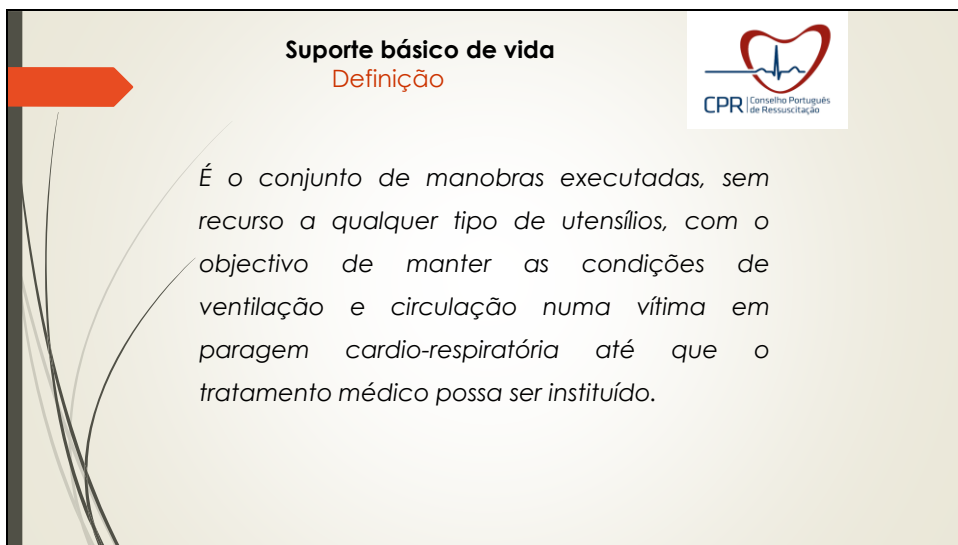 Suporte básico de vida
Definição
CPR Conselho Português
de Ressuscitação
É o conjunto de manobras executadas, sem
recurso a qualquer tipo de utensílios, com o
objectivo de manter as condições de
ventilação e circulação numa vítima em
paragem cardio-respiratória até que o
tratamento médico possa ser instituído.